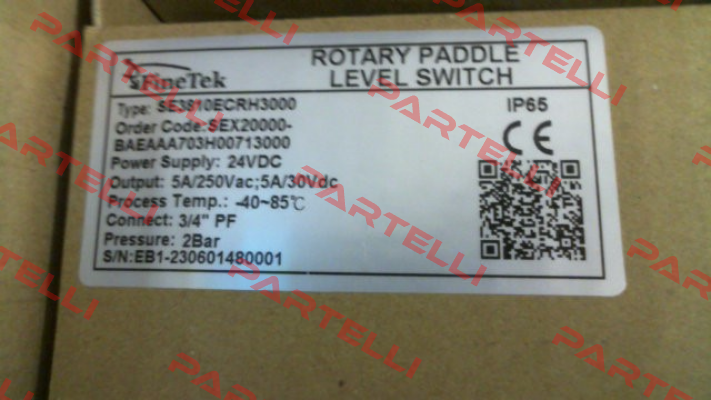 FineTek
ROTARY PADDLE
LEVEL SWITCH
Type: SE3810ECRH3000
IP65
Order Code:SEX20000-
BAEAAA703H00713000
CE
Power Supply: 24VDC
Output: 5A/250Vac;5A/30Vdc
Process Temp.: -40~85℃
Connect: 3/4" PF
Pressure: 2Bar
S/N:EB1-230601480001
PARTELLI
PARTELLI
PARTELLI
PARTELLI
PARTELLI
PARTELLI
PARTELLI